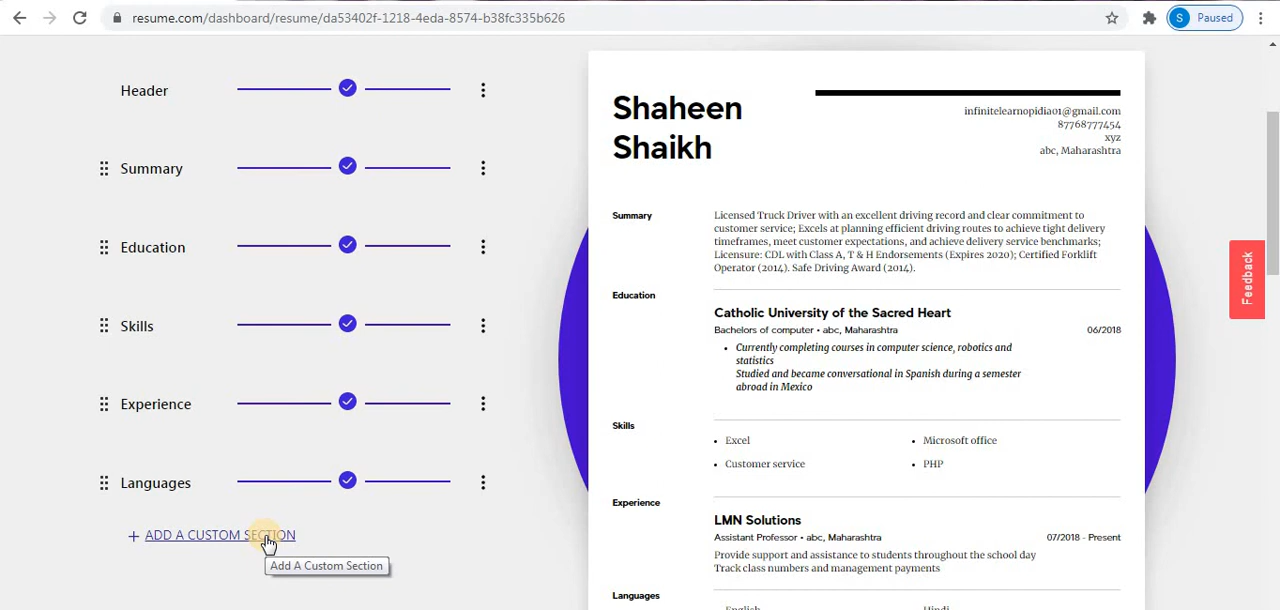 resume.com/dashboard/resume/da53402f-1218-4eda-8574-b38fc335b626
S Paused
Header
Summary
Education
Skills
Experience
Languages
+ ADD A CUSTOM SECTION
Add A Custom Section
Shaheen
Shaikh
infinitelearnopidia01@gmail.com
87768777454
xyz
abc, Maharashtra
Summary
Licensed Truck Driver with an excellent driving record and clear commitment to
customer service; Excels at planning efficient driving routes to achieve tight delivery
timeframes, meet customer expectations, and achieve delivery service benchmarks;
Licensure: CDL with Class A, T & H Endorsements (Expires 2020); Certified Forklift
Operator (2014). Safe Driving Award (2014).
Education
Catholic University of the Sacred Heart
Bachelors of computer • abc, Maharashtra 06/2018
• Currently completing courses in computer science, robotics and
statistics
Studied and became conversational in Spanish during a semester
abroad in Mexico
Skills
• Excel • Microsoft office
• Customer service • PHP
Experience
LMN Solutions
Assistant Professor • abc, Maharashtra 07/2018 - Present
Provide support and assistance to students throughout the school day
Track class numbers and management payments
Languages
English Hindi
Feedback